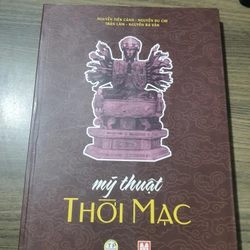 NGUYỄN TIẾN CẢNH - NGUYỄN DU CHI
TRẦN LÂM - NGUYỄN BÁ VÂN
mỹ thuật
THỜI MẠC